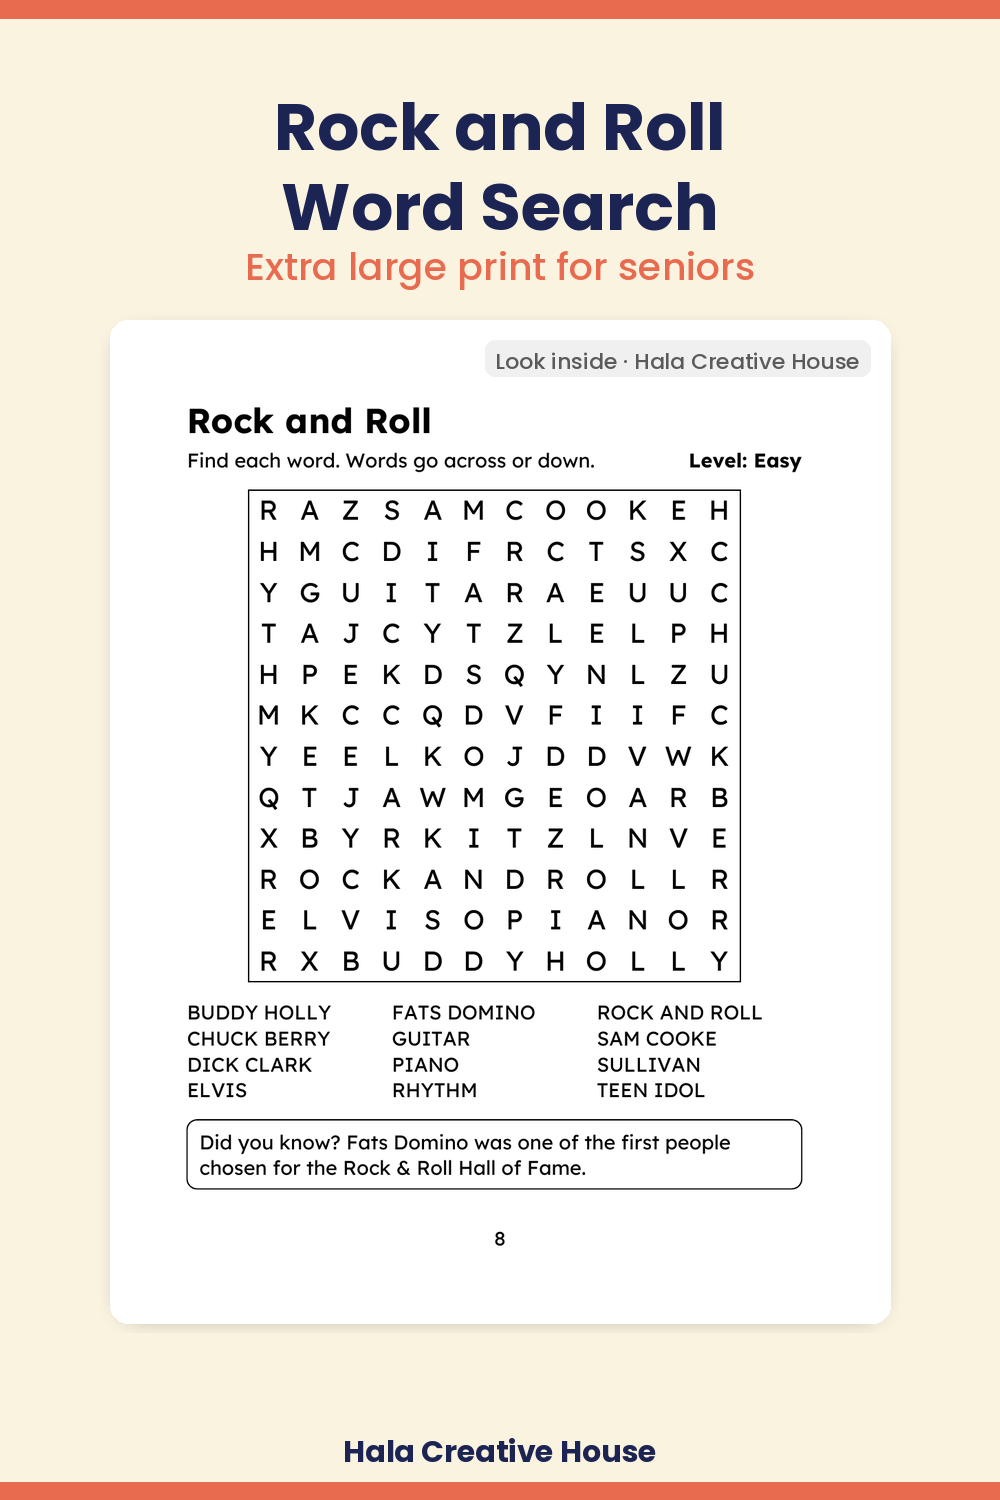 Rock and Roll
Word Search
Extra large print for seniors
Look inside · Hala Creative House
Rock and Roll
Find each word. Words go across or down. Level: Easy
R A Z S A M C O O K E H
H M C D I F R C T S X C
Y G U I T A R A E U U C
T A J C Y T Z L E L P H
H P E K D S Q Y N L Z U
M K C C Q D V F I I F C
Y E E L K O J D D V W K
Q T J A W M G E O A R B
X B Y R K I T Z L N V E
R O C K A N D R O L L R
E L V I S O P I A N O R
R X B U D D Y H O L L Y
BUDDY HOLLY FATS DOMINO ROCK AND ROLL
CHUCK BERRY GUITAR SAM COOKE
DICK CLARK PIANO SULLIVAN
ELVIS RHYTHM TEEN IDOL
Did you know? Fats Domino was one of the first people
chosen for the Rock & Roll Hall of Fame.
8
Hala Creative House